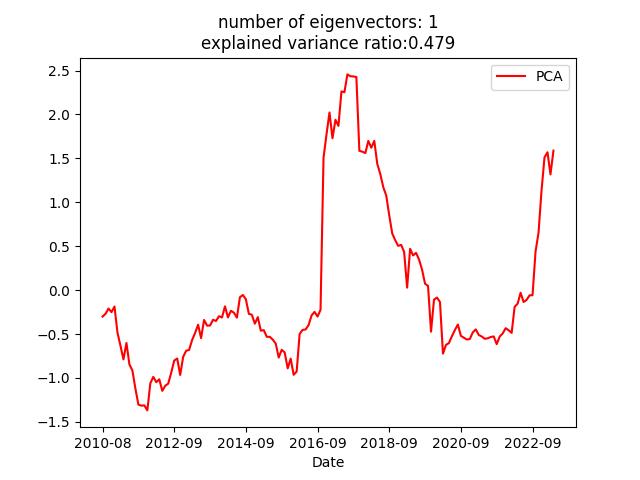 number of eigenvectors: 1
explained variance ratio:0.479
PCA
2.5
2.0
1.5
1.0
0.5
0.0
−0.5
−1.0
−1.5
2010-08 2012-09 2014-09 2016-09 2018-09 2020-09 2022-09
Date